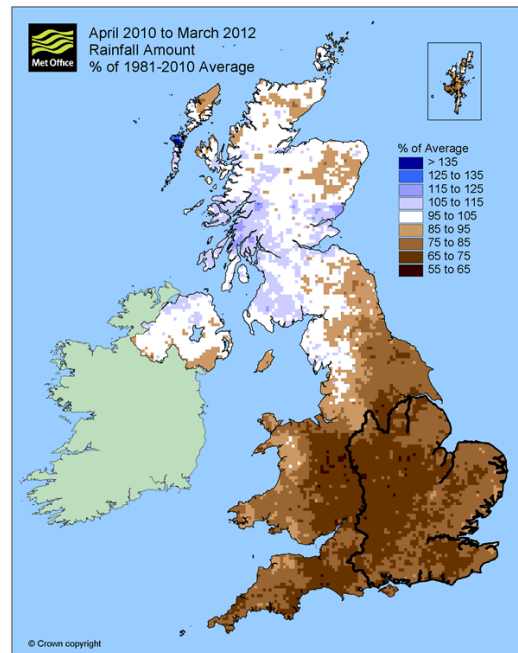 April 2010 to March 2012
Rainfall Amount
% of 1981-2010 Average
Met Office
% of Average
> 135
125 to 135
115 to 125
105 to 115
95 to 105
85 to 95
75 to 85
65 to 75
55 to 65
© Crown copyright